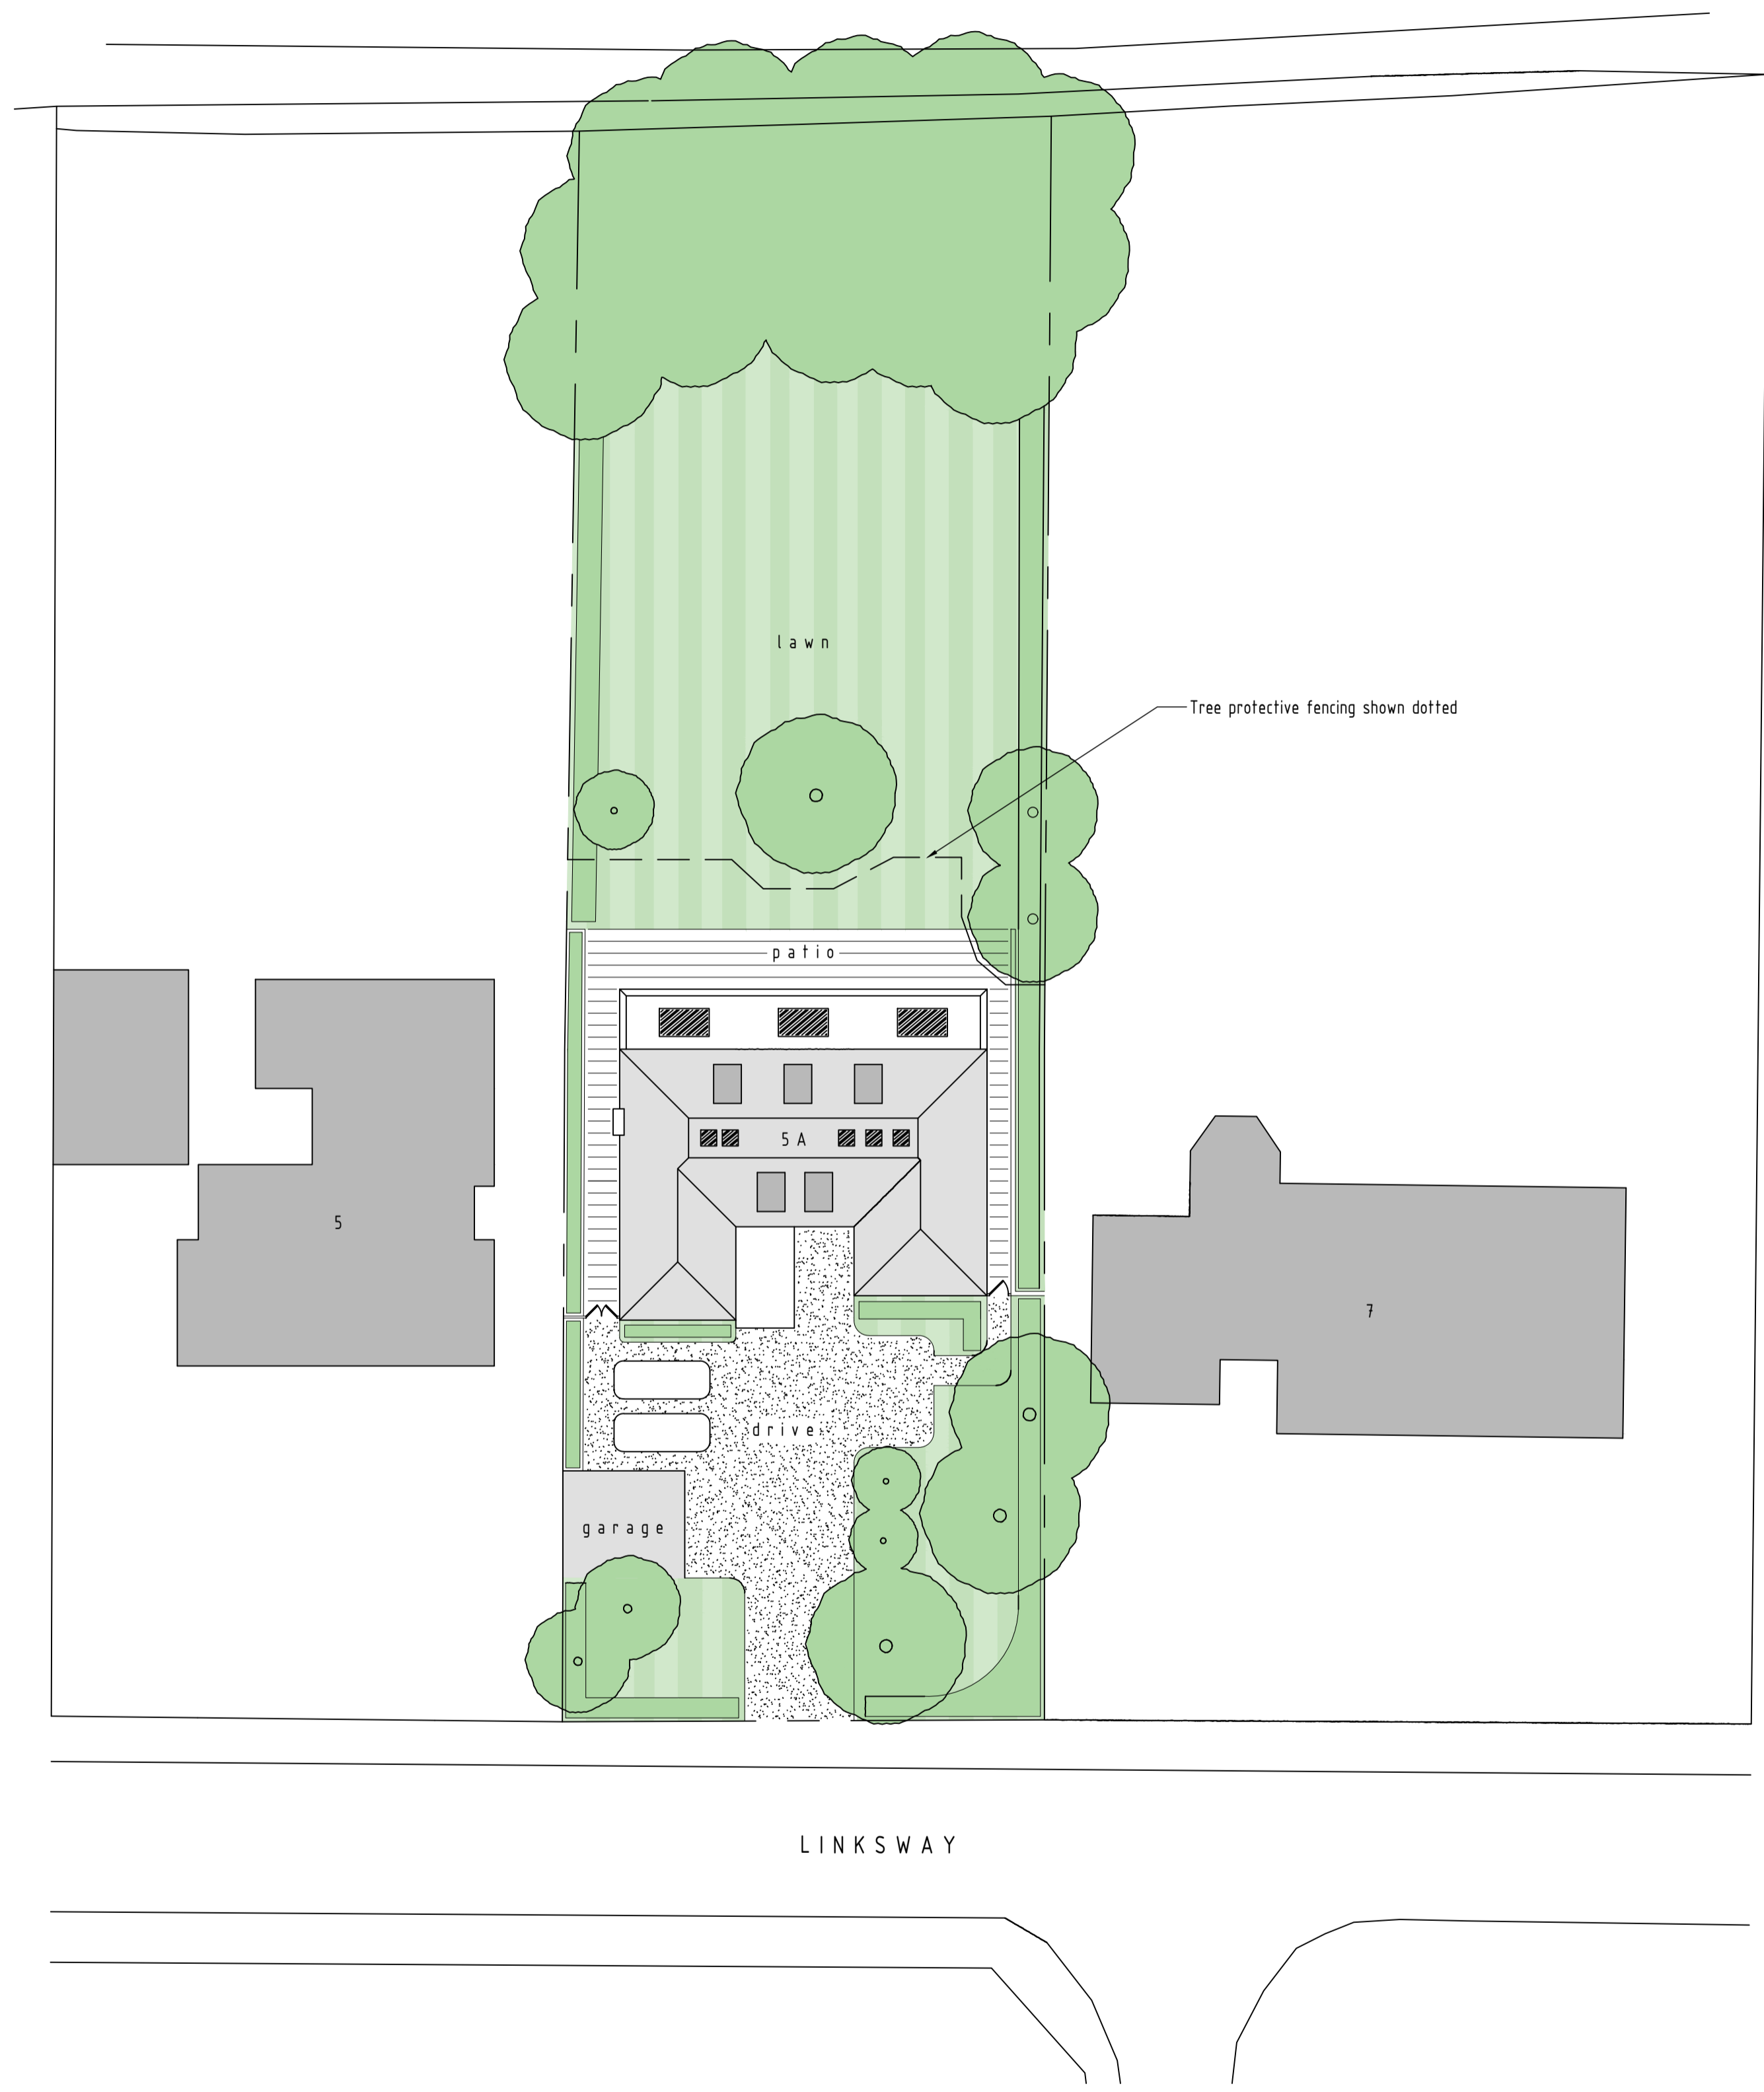 lawn
Tree protective fencing shown dotted
patio
5A
5
7
drive
garage
LINKSWAY